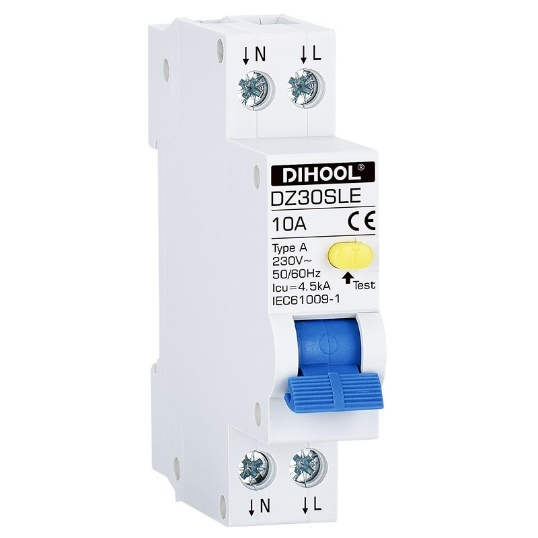 ↓N ↓L
DIHOOL®
DZ30SLE
10A CE
Type A
230V~
50/60Hz
Icu=4.5kA
Test
IEC61009-1
↓N ↓L